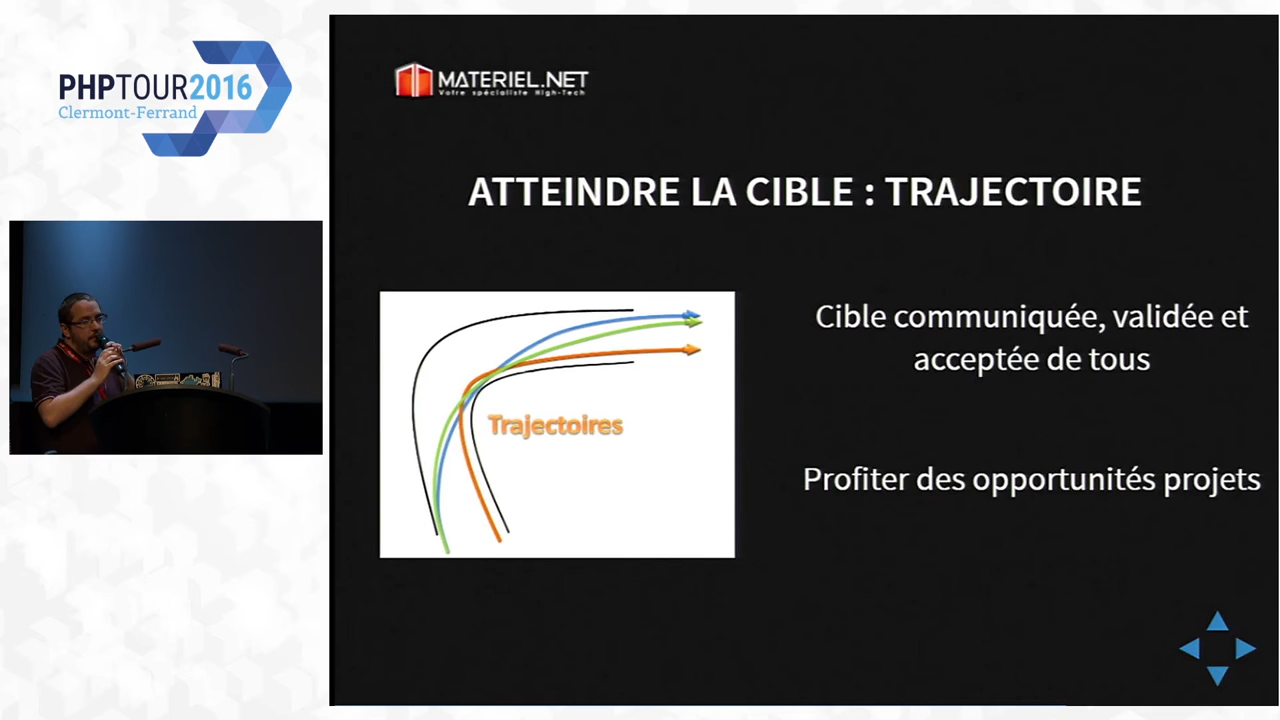 PHPTOUR2016
Clermont-Ferrand
MATERIEL.NET
Votre spécialiste High-Tech
ATTEINDRE LA CIBLE : TRAJECTOIRE
Trajectoires
Cible communiquée, validée et
acceptée de tous
Profiter des opportunités projets